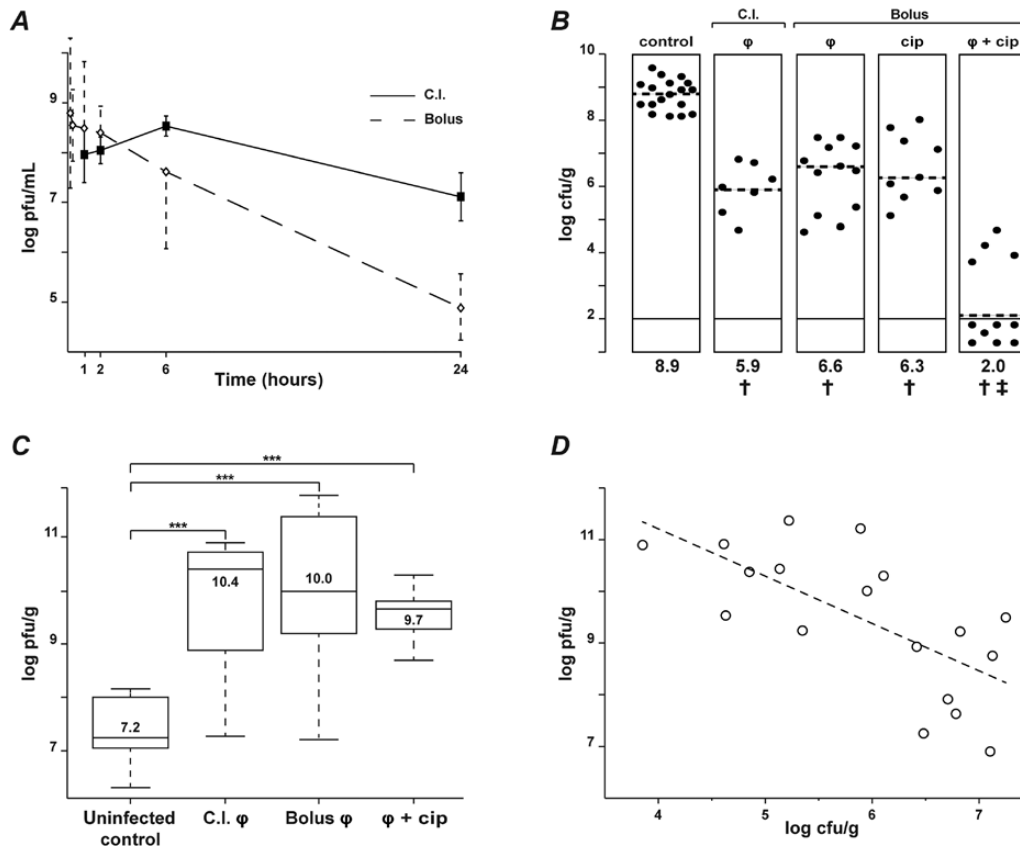 A
log pfu/mL
9
7
5
C.I.
Bolus
1 2 6 24
Time (hours)
B
C.I. Bolus
control φ φ cip φ + cip
log cfu/g
10
8
6
4
2
8.9 5.9 6.6 6.3 2.0
† † † † ‡
C
***
***
***
log pfu/g
11
9
7
7.2
10.4
10.0
9.7
Uninfected control
C.I. φ
Bolus φ
φ + cip
D
log pfu/g
11
9
7
4 5 6 7
log cfu/g